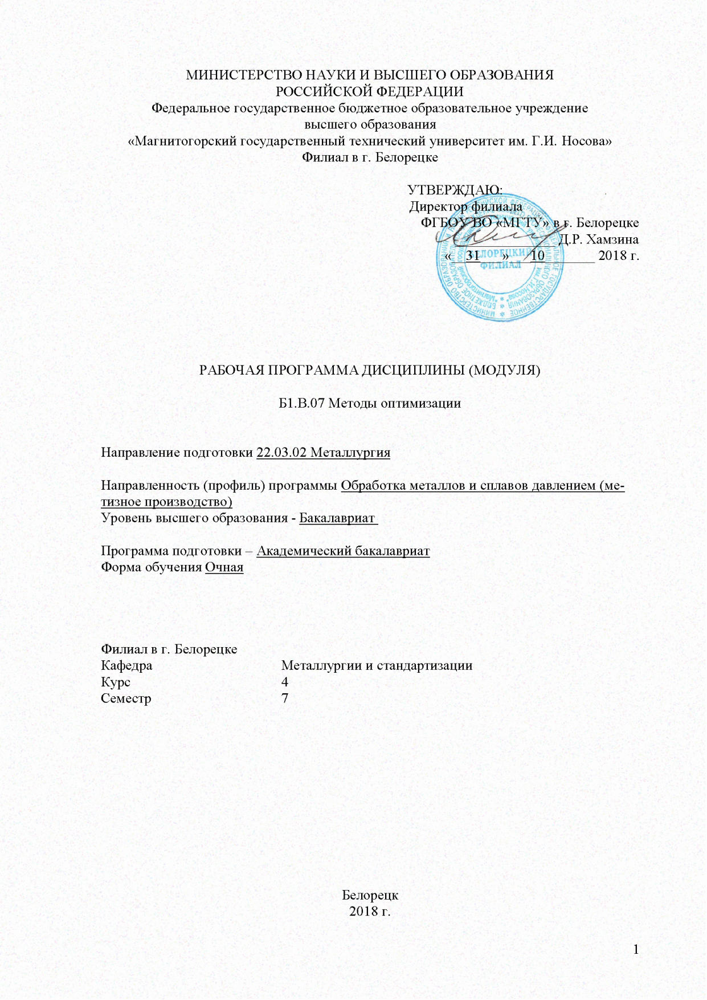 МИНИСТЕРСТВО НАУКИ И ВЫСШЕГО ОБРАЗОВАНИЯ
РОССИЙСКОЙ ФЕДЕРАЦИИ
Федеральное государственное бюджетное образовательное учреждение
высшего образования
«Магнитогорский государственный технический университет им. Г.И. Носова»
Филиал в г. Белорецке
УТВЕРЖДАЮ:
Директор филиала
ФГБОУ ВО «МГТУ» в г. Белорецке
Д.Р. Хамзина
« 31 » 10 2018 г.
БЕЛОРЕЦКИЙ
ФИЛИАЛ
РАБОЧАЯ ПРОГРАММА ДИСЦИПЛИНЫ (МОДУЛЯ)
Б1.В.07 Методы оптимизации
Направление подготовки 22.03.02 Металлургия
Направленность (профиль) программы Обработка металлов и сплавов давлением (ме-
тизное производство)
Уровень высшего образования - Бакалавриат
Программа подготовки – Академический бакалавриат
Форма обучения Очная
Филиал в г. Белорецке
Кафедра Металлургии и стандартизации
Курс 4
Семестр 7
Белорецк
2018 г.
1